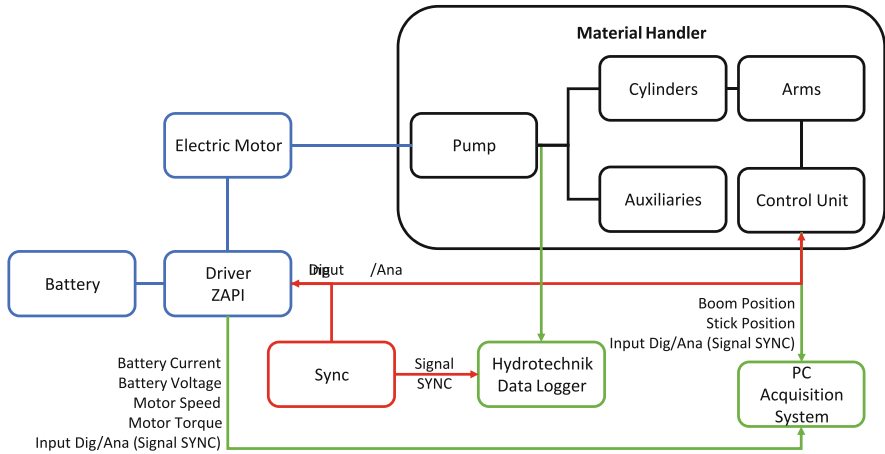 Material Handler
Cylinders
Arms
Electric Motor
Pump
Auxiliaries
Control Unit
Battery
Driver
ZAPI
/Ana
Boom Position
Stick Position
Input Dig/Ana (Signal SYNC)
Sync
Signal
SYNC
Hydrotechnik
Data Logger
PC
Acquisition
System
Battery Current
Battery Voltage
Motor Speed
Motor Torque
Input Dig/Ana (Signal SYNC)